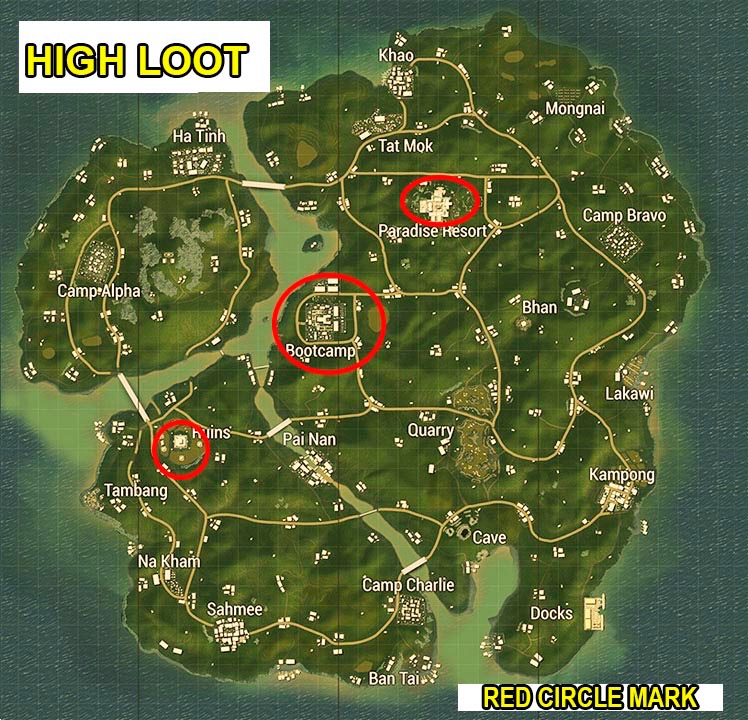 HIGH LOOT
Khao
Mongnai
Ha Tinh
Tat Mok
Camp Bravo
Paradise Resort
Camp Alpha
Bhan
Bootcamp
Lakawi
Ruins
Pai Nan
Quarry
Kampong
Tambang
Cave
Na Kham
Camp Charlie
Sahmee
Docks
Ban Tai
RED CIRCLE MARK